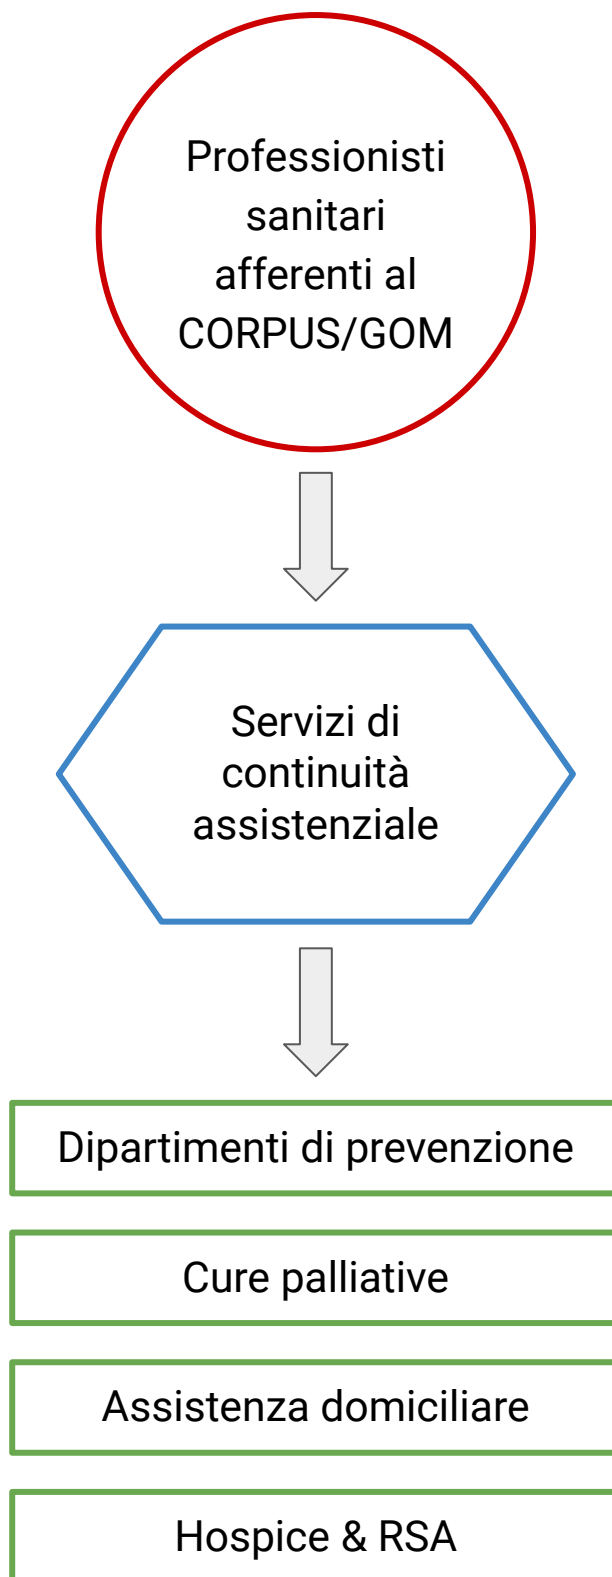 Professionisti
sanitari
afferenti al
CORPUS/GOM
Servizi di
continuità
assistenziale
Dipartimenti di prevenzione
Cure palliative
Assistenza domiciliare
Hospice & RSA